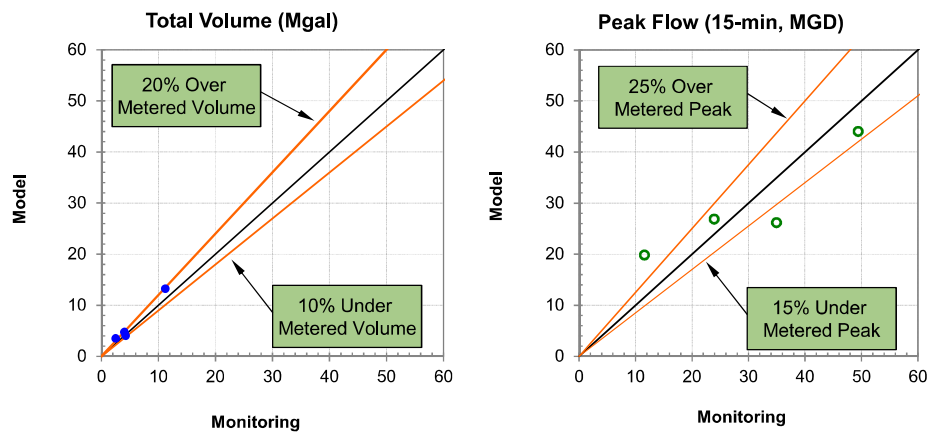 Total Volume (Mgal)
60
50
40
30
20
10
0
Model
20% Over
Metered Volume
10% Under
Metered Volume
0 10 20 30 40 50 60
Monitoring
Peak Flow (15-min, MGD)
60
50
40
30
20
10
0
Model
25% Over
Metered Peak
15% Under
Metered Peak
0 10 20 30 40 50 60
Monitoring